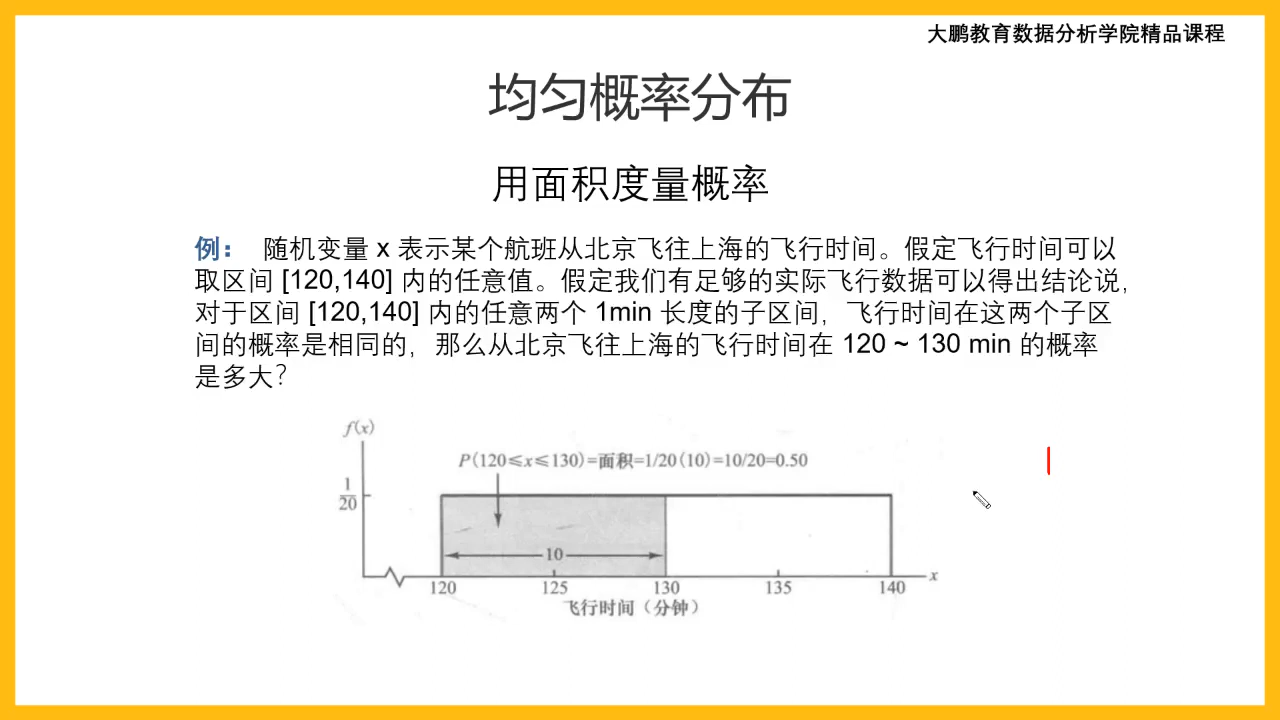 大鹏教育数据分析学院精品课程
均匀概率分布
用面积度量概率
例： 随机变量 x 表示某个航班从北京飞往上海的飞行时间。假定飞行时间可以
取区间 [120,140] 内的任意值。假定我们有足够的实际飞行数据可以得出结论说，
对于区间 [120,140] 内的任意两个 1min 长度的子区间，飞行时间在这两个子区
间的概率是相同的，那么从北京飞往上海的飞行时间在 120 ~ 130 min 的概率
是多大？
f(x)
P(120≤x≤130)=面积=1/20(10)=10/20=0.50
1
20
10
x
120 125 130 135 140
飞行时间（分钟）